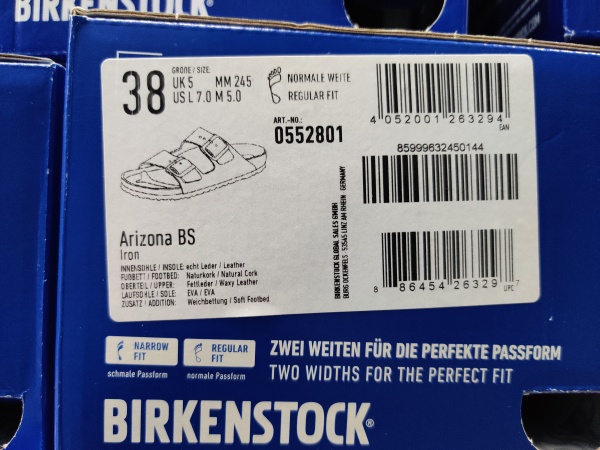 BIRKENSTOCK
38
GRÖßE / SIZE
UK 5 MM 245
US L 7.0 M 5.0
NORMALE WEITE
REGULAR FIT
ART.-NO.:
0552801
4 052001 263294
EAN
85999632450144
BIRKENSTOCK GLOBAL SALES GMBH
BURG OCKENFELS 53545 LINZ AM RHEIN GERMANY
8 86454 26329 7
UPC
Arizona BS
Iron
INNENSOHLE / INSOLE: echt Leder / Leather
FUßBETT / FOOTBED: Naturkork / Natural Cork
OBERTEIL / UPPER: Fettleder / Waxy Leather
LAUFSOHLE / SOLE: EVA / EVA
ZUSATZ / ADDITION: Weichbettung / Soft Footbed
NARROW FIT
schmale Passform
REGULAR FIT
normale Passform
ZWEI WEITEN FÜR DIE PERFEKTE PASSFORM
TWO WIDTHS FOR THE PERFECT FIT
BIRKENSTOCK®